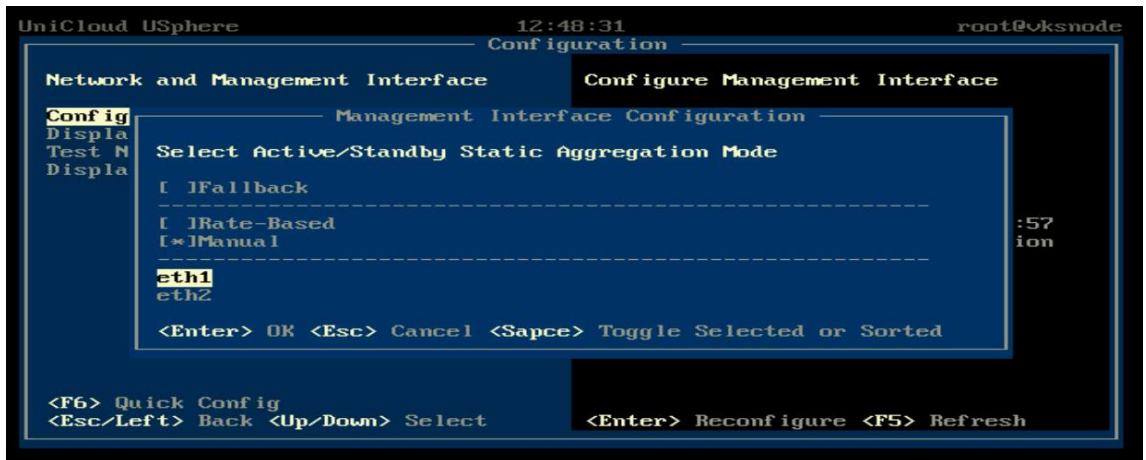 UniCloud USphere 12:48:31 root@vksnode
Configuration
Network and Management Interface Configure Management Interface
Config
Displa
Test N
Displa
Management Interface Configuration
Select Active/Standby Static Aggregation Mode
[ ]Fallback
[ ]Rate-Based
[*]Manual
:57
ion
eth1
eth2
<Enter> OK <Esc> Cancel <Sapce> Toggle Selected or Sorted
<F6> Quick Config
<Esc/Left> Back <Up/Down> Select <Enter> Reconfigure <F5> Refresh